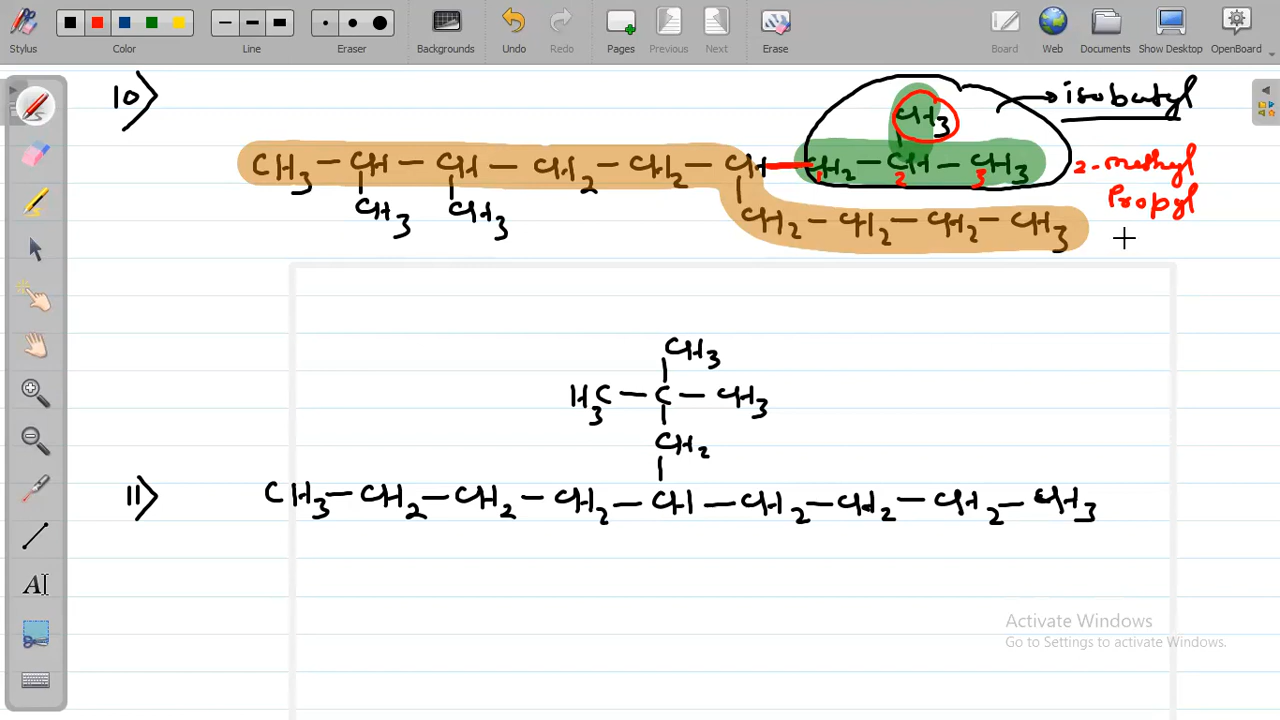 Stylus Color Line Eraser Backgrounds Undo Redo Pages Previous Next Erase Board Web Documents Show Desktop OpenBoard
10) isobutyl
CH3
CH3 — CH — CH — CH2 — CH2 — CH — CH2 — CH — CH3
1 2 3
2-methyl
Propyl
CH3 CH3
CH2 — CH2 — CH2 — CH3
CH3
H3C — C — CH3
CH2
11) CH3 — CH2 — CH2 — CH2 — CH — CH2 — CH2 — CH2 — CH3
A
Activate Windows
Go to Settings to activate Windows.